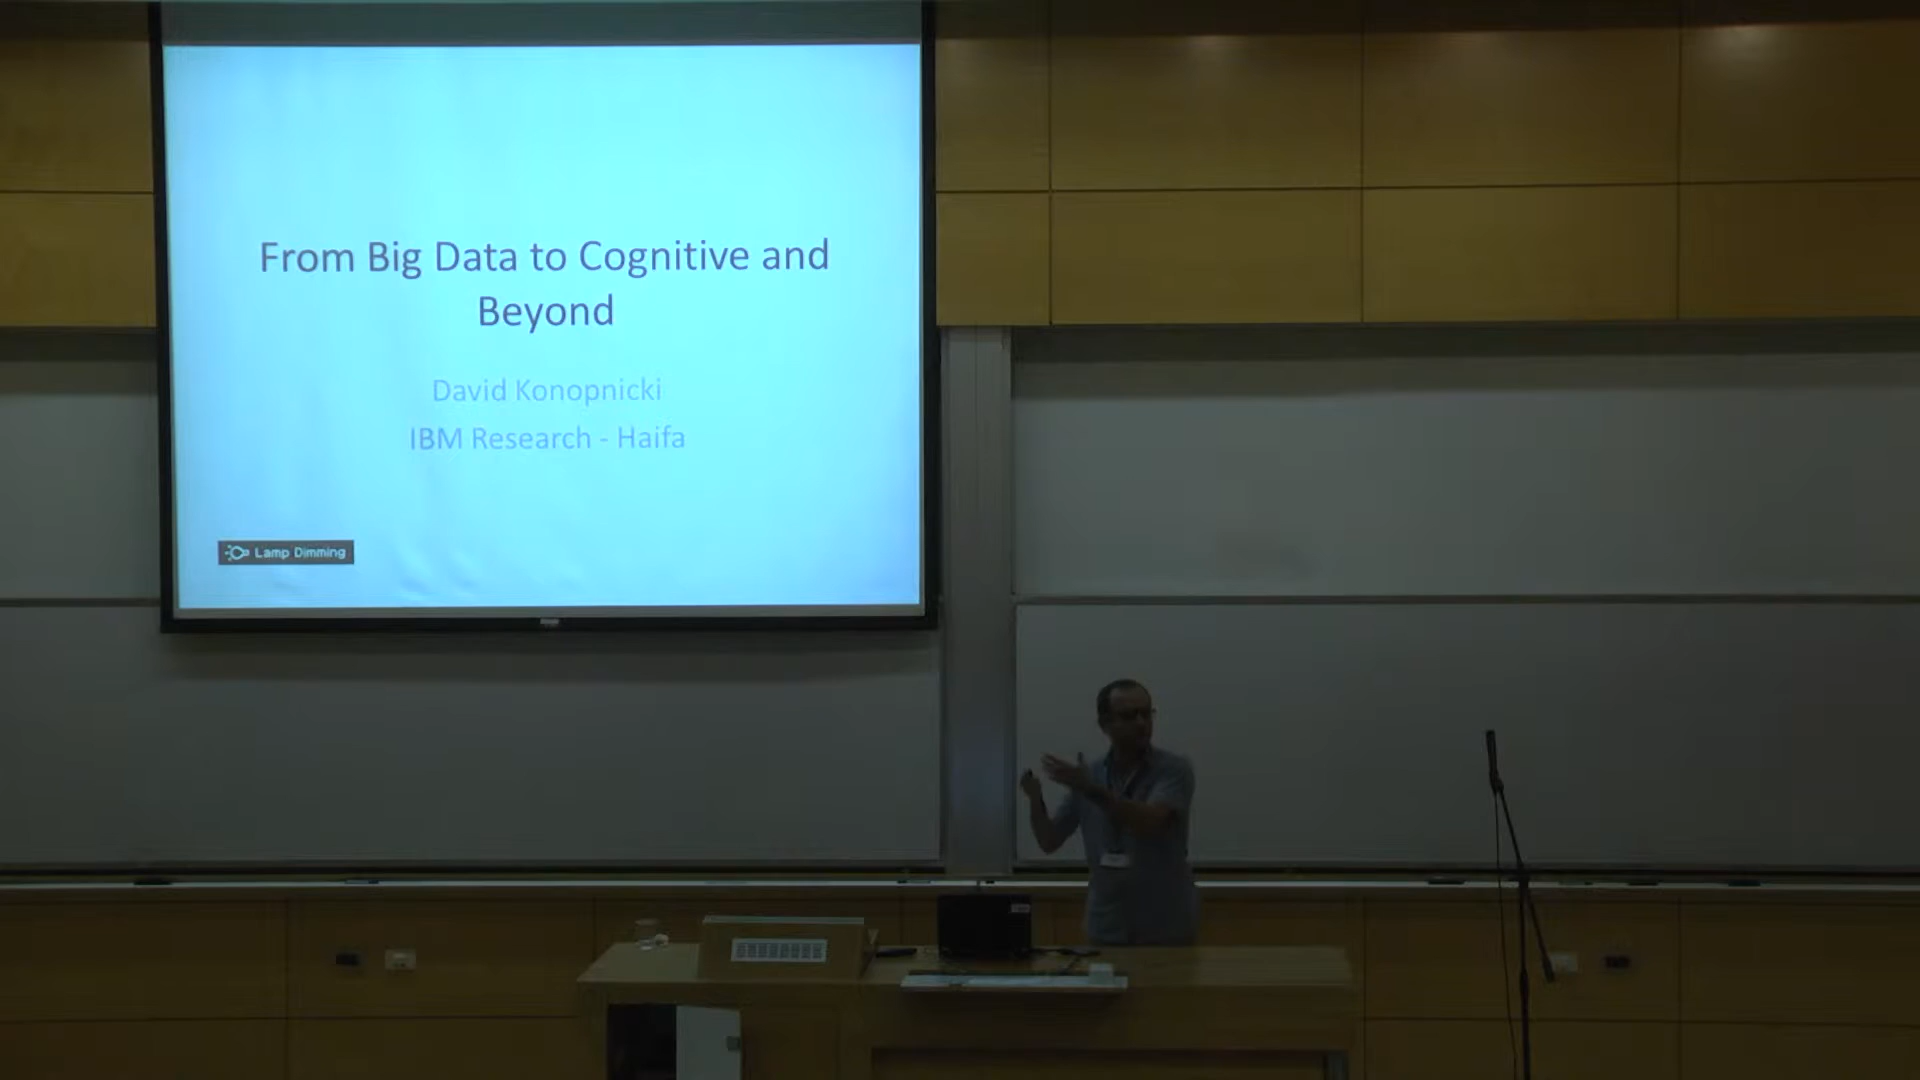 From Big Data to Cognitive and
Beyond
David Konopnicki
IBM Research - Haifa
Lamp Dimming